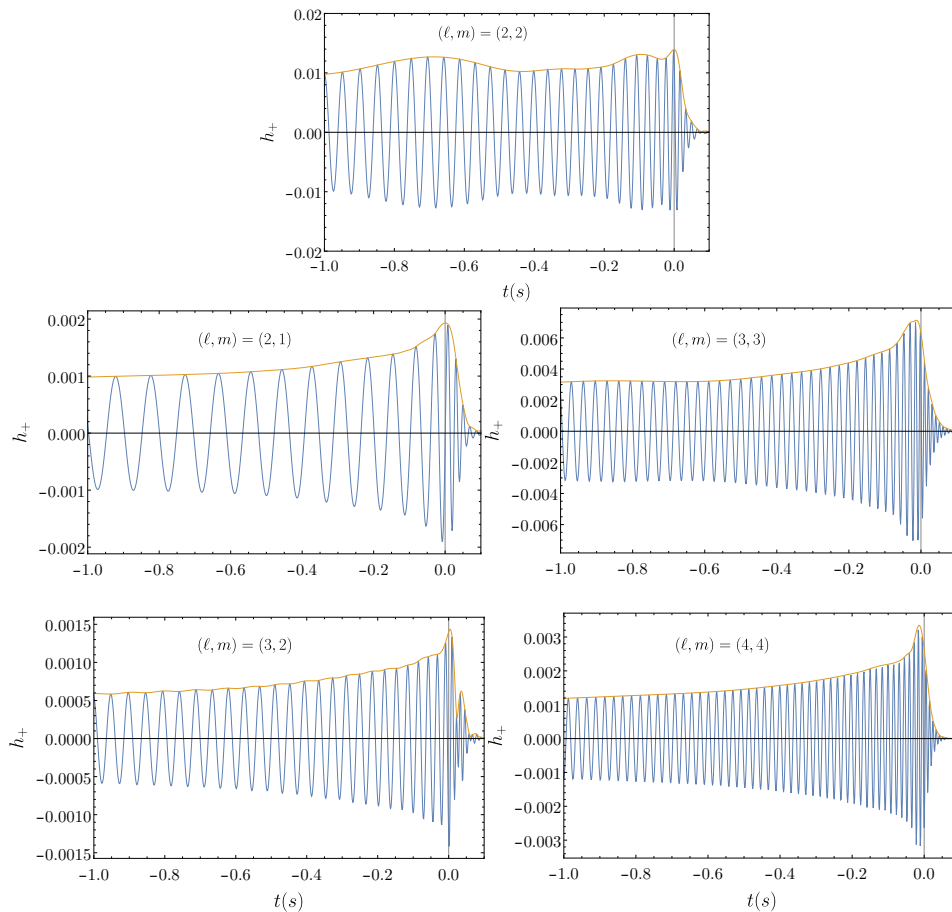 (ℓ, m) = (2, 2)
h₊
0.02
0.01
0.00
−0.01
−0.02
−1.0 −0.8 −0.6 −0.4 −0.2 0.0
t(s)
(ℓ, m) = (2, 1)
h₊
0.002
0.001
0.000
−0.001
−0.002
−1.0 −0.8 −0.6 −0.4 −0.2 0.0
(ℓ, m) = (3, 3)
h₊
0.006
0.004
0.002
0.000
−0.002
−0.004
−0.006
−1.0 −0.8 −0.6 −0.4 −0.2 0.0
(ℓ, m) = (3, 2)
h₊
0.0015
0.0010
0.0005
0.0000
−0.0005
−0.0010
−0.0015
−1.0 −0.8 −0.6 −0.4 −0.2 0.0
t(s)
(ℓ, m) = (4, 4)
h₊
0.003
0.002
0.001
0.000
−0.001
−0.002
−0.003
−1.0 −0.8 −0.6 −0.4 −0.2 0.0
t(s)